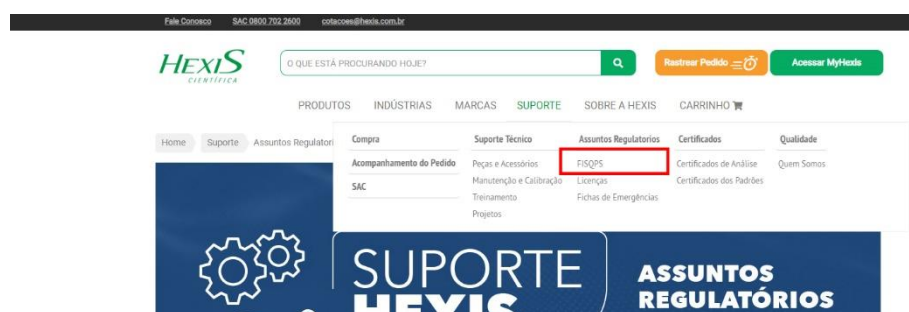 Fale Conosco SAC 0800 702 2600 cotacoes@hexis.com.br
HEXIS
CIENTÍFICA
O QUE ESTÁ PROCURANDO HOJE?
Rastrear Pedido
Acessar MyHexis
PRODUTOS INDÚSTRIAS MARCAS SUPORTE SOBRE A HEXIS CARRINHO
Home Suporte Assuntos Regulatori
Compra
Acompanhamento do Pedido
SAC
Suporte Técnico
Peças e Acessórios
Manutenção e Calibração
Treinamento
Projetos
Assuntos Regulatorios
FISQPS
Licenças
Fichas de Emergências
Certificados
Certificados de Análise
Certificados dos Padrões
Qualidade
Quem Somos
SUPORTE
HEXIS
ASSUNTOS
REGULATÓRIOS